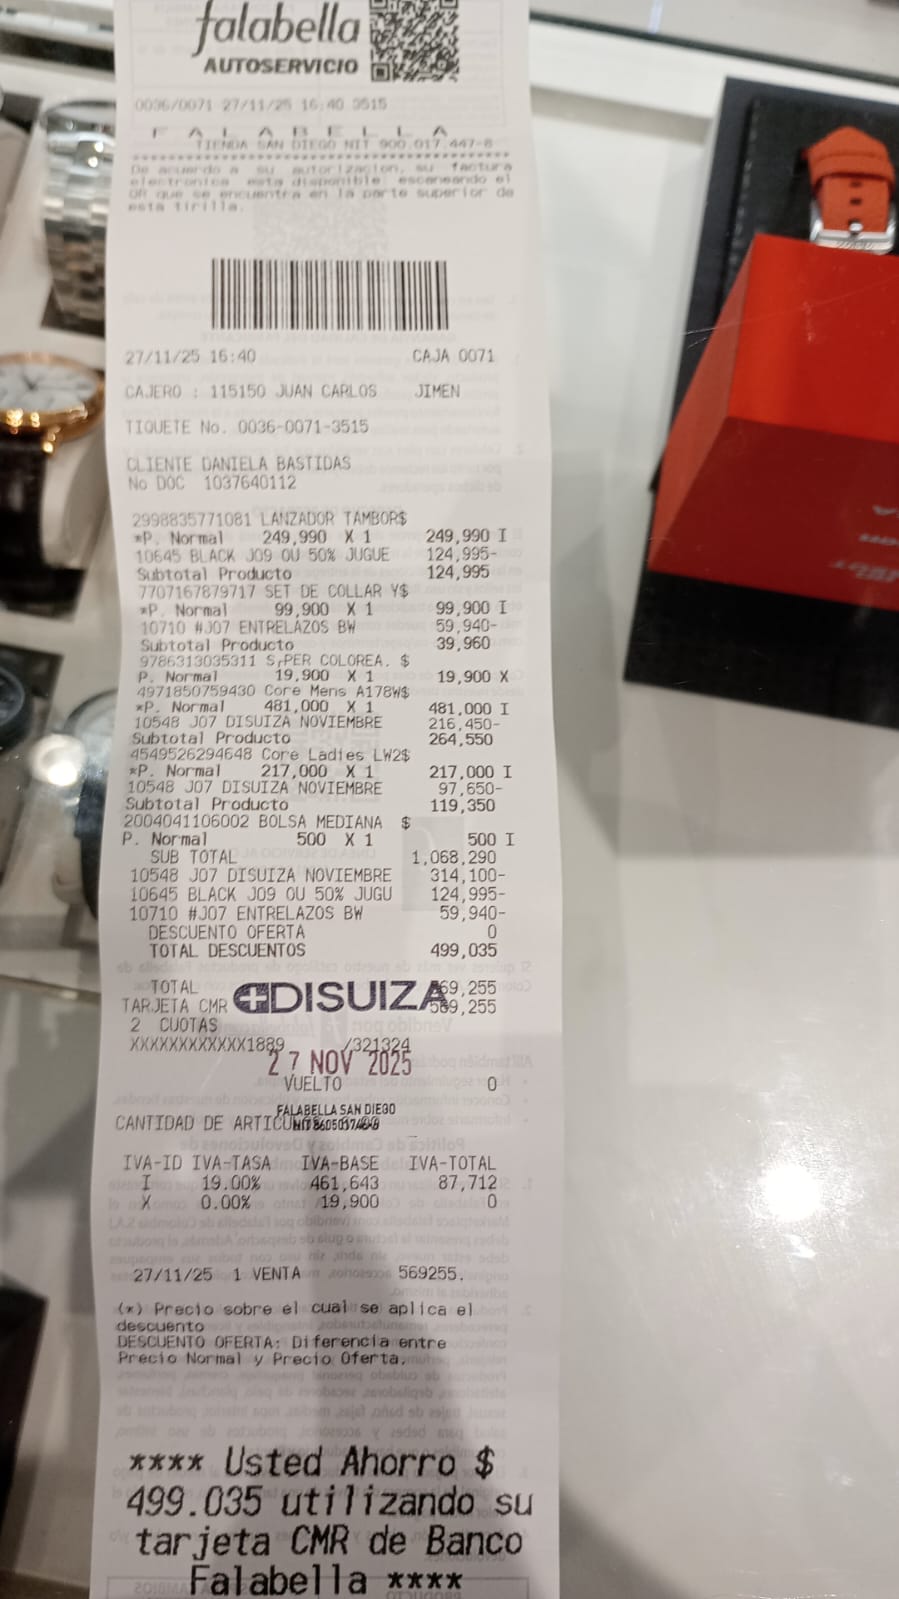 falabella
AUTOSERVICIO
0036/0071 27/11/25 16:40 3515
F A L A B E L L A
TIENDA SAN DIEGO NIT 900.017.447-8
De acuerdo a su autorizacion, su factura
electronica esta disponible escaneando el
QR que se encuentra en la parte superior de
esta tirilla.
27/11/25 16:40 CAJA 0071
CAJERO : 115150 JUAN CARLOS JIMEN
TIQUETE No. 0036-0071-3515
CLIENTE DANIELA BASTIDAS
No DOC 1037640112
2998835771081 LANZADOR TAMBOR$
*P. Normal 249,990 X 1 249,990 I
10645 BLACK J09 OU 50% JUGUE 124,995-
Subtotal Producto 124,995
7707167879717 SET DE COLLAR Y$
*P. Normal 99,900 X 1 99,900 I
10710 #J07 ENTRELAZOS BW 59,940-
Subtotal Producto 39,960
9786313035311 S,PER COLOREA. $
P. Normal 19,900 X 1 19,900 X
4971850759430 Core Mens A178W$
*P. Normal 481,000 X 1 481,000 I
10548 J07 DISUIZA NOVIEMBRE 216,450-
Subtotal Producto 264,550
4549526294648 Core Ladies LW2$
*P. Normal 217,000 X 1 217,000 I
10548 J07 DISUIZA NOVIEMBRE 97,650-
Subtotal Producto 119,350
2004041106002 BOLSA MEDIANA $
P. Normal 500 X 1 500 I
SUB TOTAL 1,068,290
10548 J07 DISUIZA NOVIEMBRE 314,100-
10645 BLACK J09 OU 50% JUGU 124,995-
10710 #J07 ENTRELAZOS BW 59,940-
DESCUENTO OFERTA 0
TOTAL DESCUENTOS 499,035
TOTAL 569,255
DISUIZA
TARJETA CMR 569,255
2 CUOTAS
XXXXXXXXXXXX1889 /321324
27 NOV 2025
VUELTO 0
FALABELLA SAN DIEGO
CANTIDAD DE
IVA-ID IVA-TASA IVA-BASE IVA-TOTAL
I 19.00% 461,643 87,712
X 0.00% 19,900 0
27/11/25 1 VENTA 569255.
(*) Precio sobre el cual se aplica el
descuento
DESCUENTO OFERTA: Diferencia entre
Precio Normal y Precio Oferta.
**** Usted Ahorro $
499.035 utilizando su
tarjeta CMR de Banco
Falabella ****